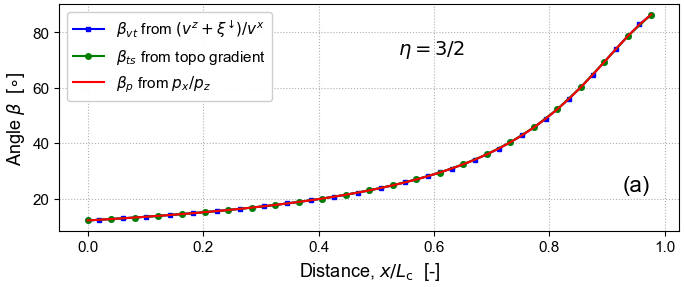 β_vt from (v^z + ξ^↓)/v^x
β_ts from topo gradient
β_p from p_x/p_z
η = 3/2
(a)
Angle β [∘]
80
60
40
20
0.0 0.2 0.4 0.6 0.8 1.0
Distance, x/L_c [-]